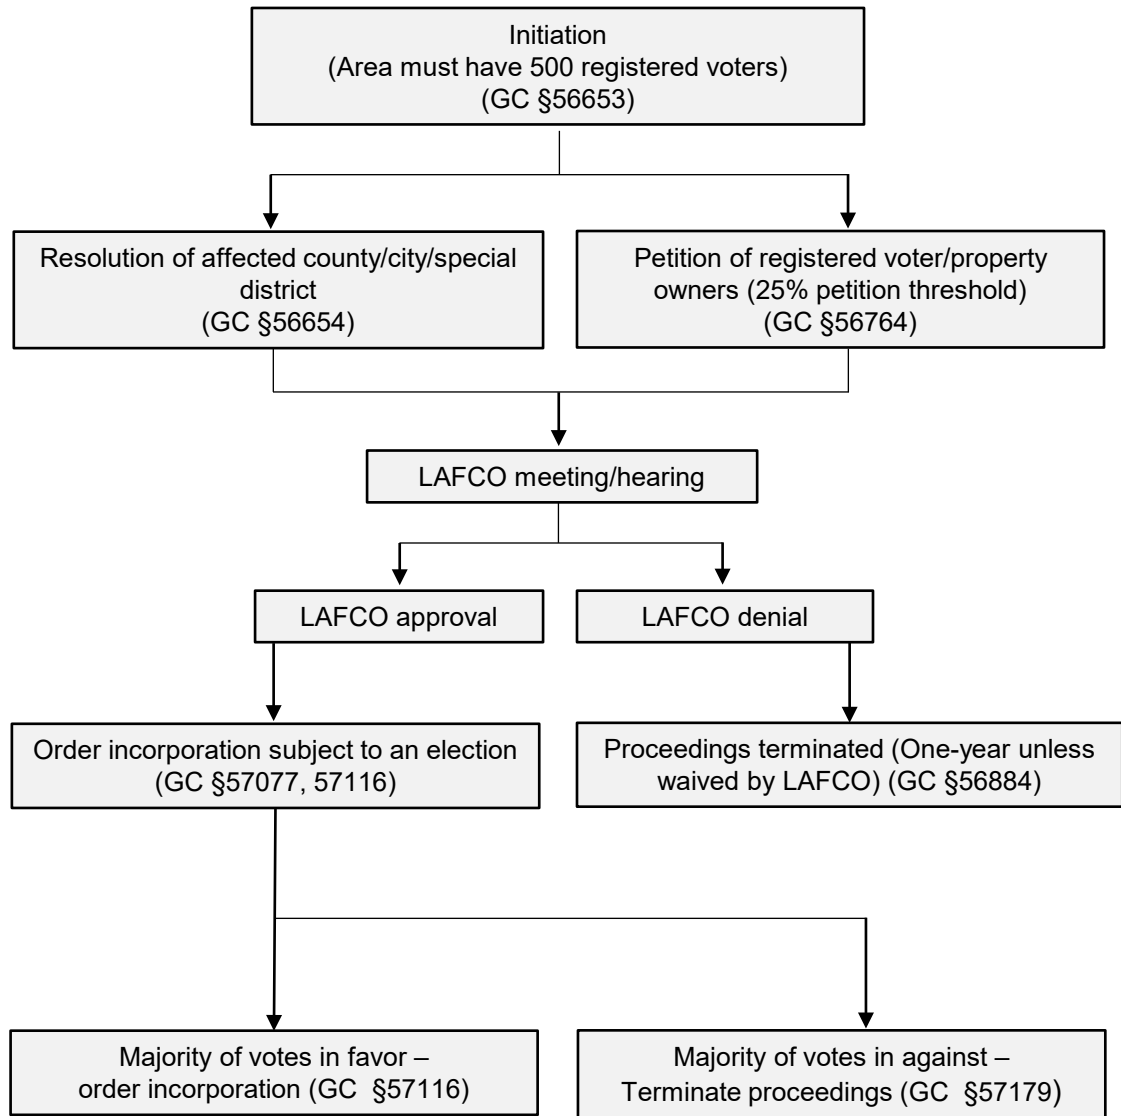 Initiation
(Area must have 500 registered voters)
(GC §56653)
Resolution of affected county/city/special
district
(GC §56654)
Petition of registered voter/property
owners (25% petition threshold)
(GC §56764)
LAFCO meeting/hearing
LAFCO approval
LAFCO denial
Order incorporation subject to an election
(GC §57077, 57116)
Proceedings terminated (One-year unless
waived by LAFCO) (GC §56884)
Majority of votes in favor –
order incorporation (GC §57116)
Majority of votes in against –
Terminate proceedings (GC §57179)